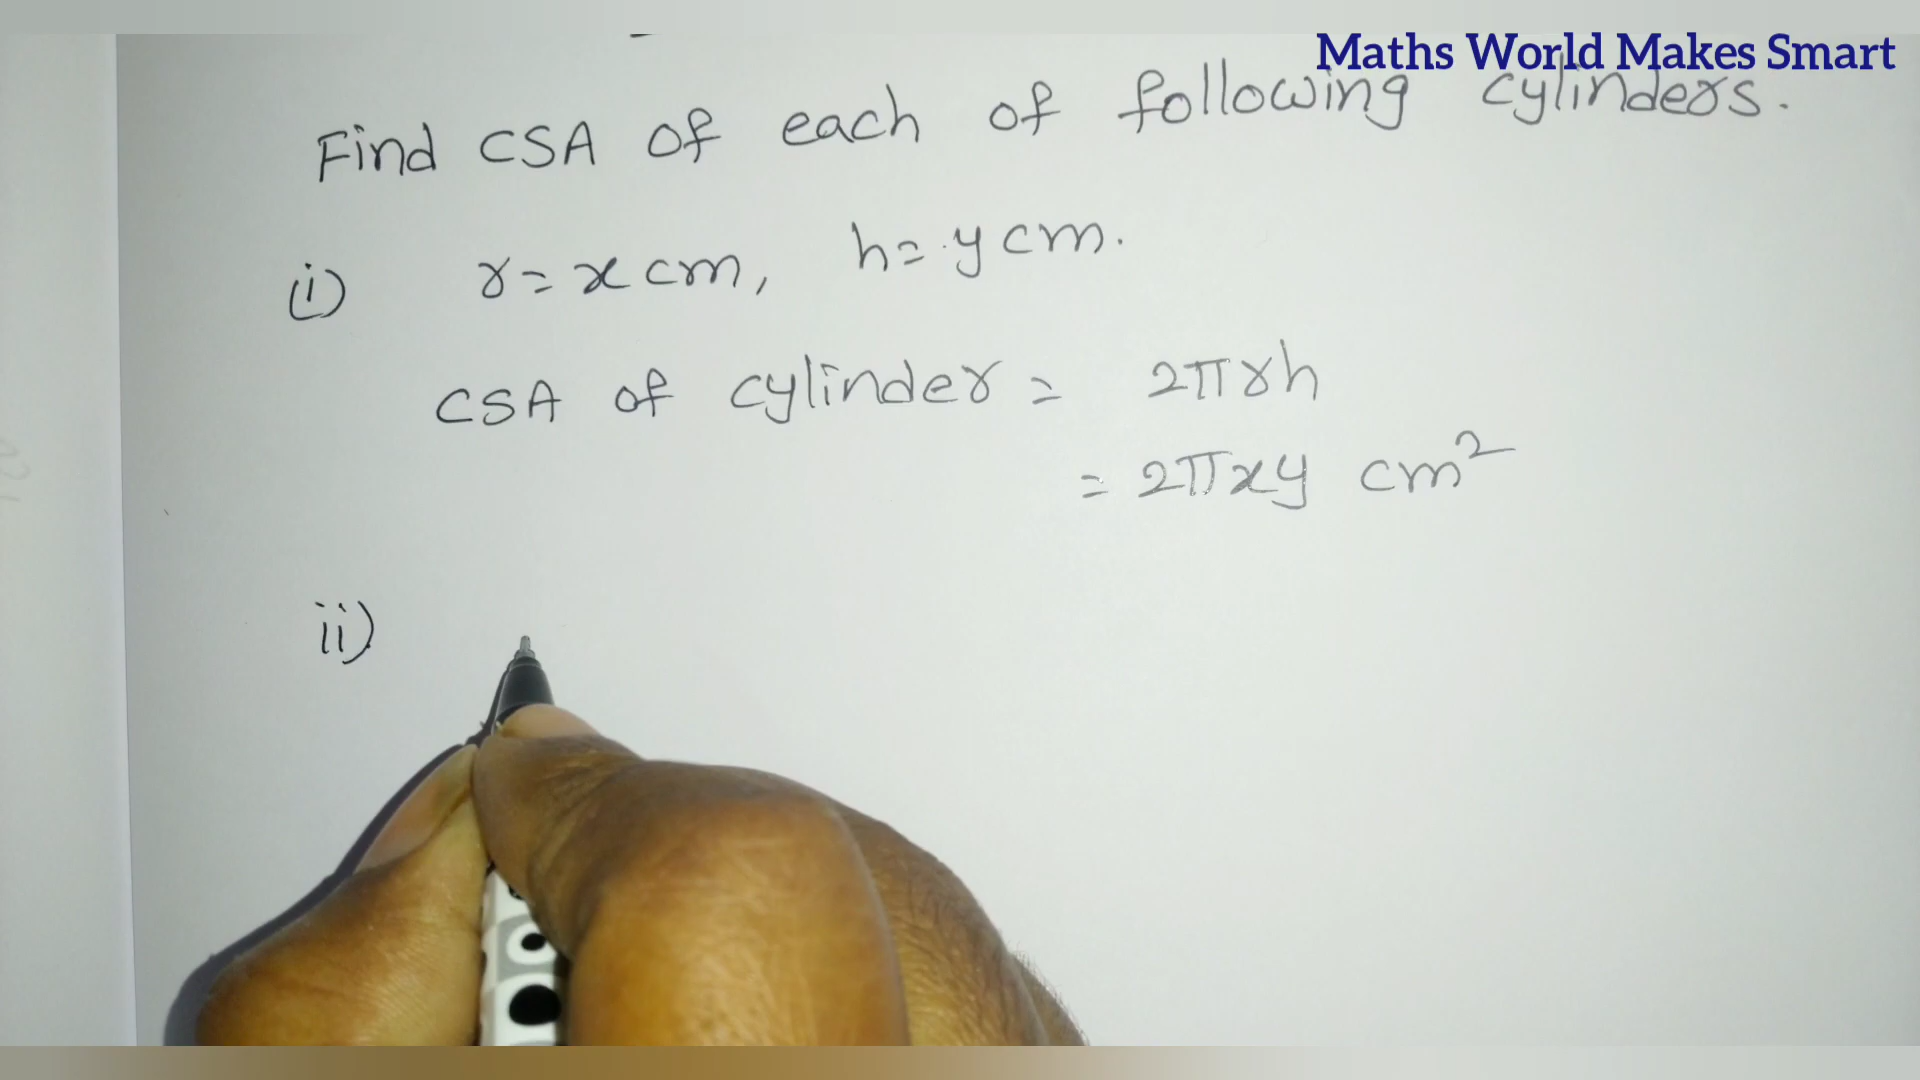 Maths World Makes Smart
Find CSA of each of following cylinders.
(i) r = x cm, h = y cm.
CSA of cylinder = 2πrh
= 2πxy cm²
ii)